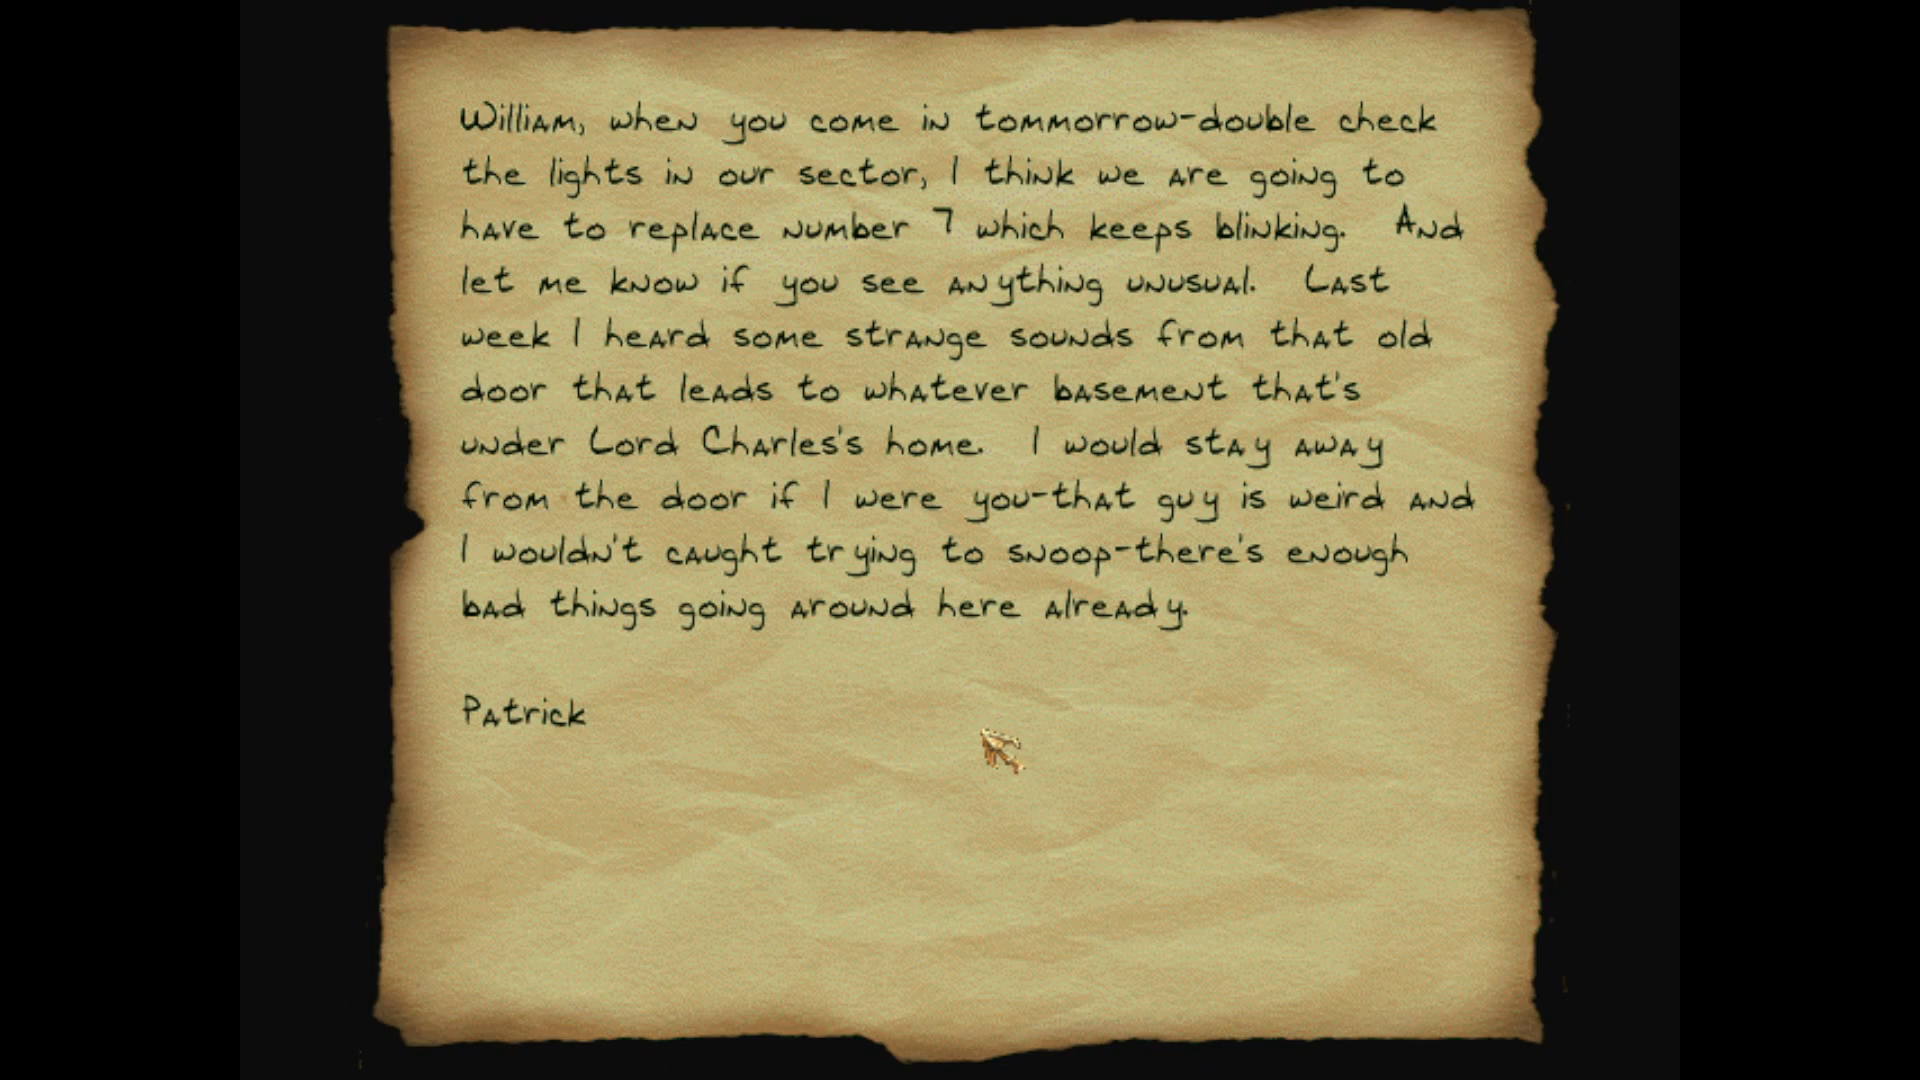 William, when you come in tommorrow-double check
the lights in our sector, I think we are going to
have to replace number 7 which keeps blinking. And
let me know if you see anything unusual. Last
week I heard some strange sounds from that old
door that leads to whatever basement that's
under Lord Charles's home. I would stay away
from the door if I were you-that guy is weird and
I wouldn't caught trying to snoop-there's enough
bad things going around here already.
Patrick